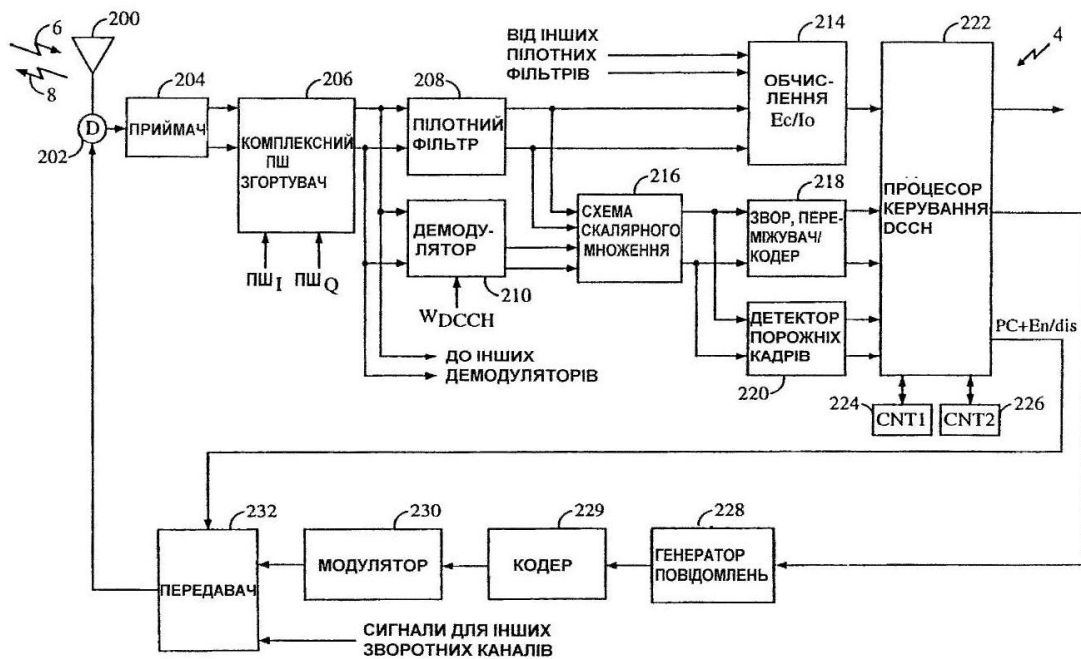 200
6
8
D
202
204
ПРИЙМАЧ
206
КОМПЛЕКСНИЙ
ПШ
ЗГОРТУВАЧ
ПШI
ПШQ
208
ПІЛОТНИЙ
ФІЛЬТР
ДЕМОДУ-
ЛЯТОР
210
WDCCH
ДО ІНШИХ
ДЕМОДУЛЯТОРІВ
ВІД ІНШИХ
ПІЛОТНИХ
ФІЛЬТРІВ
214
ОБЧИС-
ЛЕННЯ
Ec/Io
216
СХЕМА
СКАЛЯРНОГО
МНОЖЕННЯ
218
ЗВОР, ПЕРЕ-
МІЖУВАЧ/
КОДЕР
ДЕТЕКТОР
ПОРОЖНІХ
КАДРІВ
220
222
ПРОЦЕСОР
КЕРУВАННЯ
DCCH
4
PC+En/dis
224
CNT1
CNT2
226
232
ПЕРЕДАВАЧ
230
МОДУЛЯТОР
229
КОДЕР
228
ГЕНЕРАТОР
ПОВІДОМЛЕНЬ
СИГНАЛИ ДЛЯ ІНШИХ
ЗВОРОТНИХ КАНАЛІВ